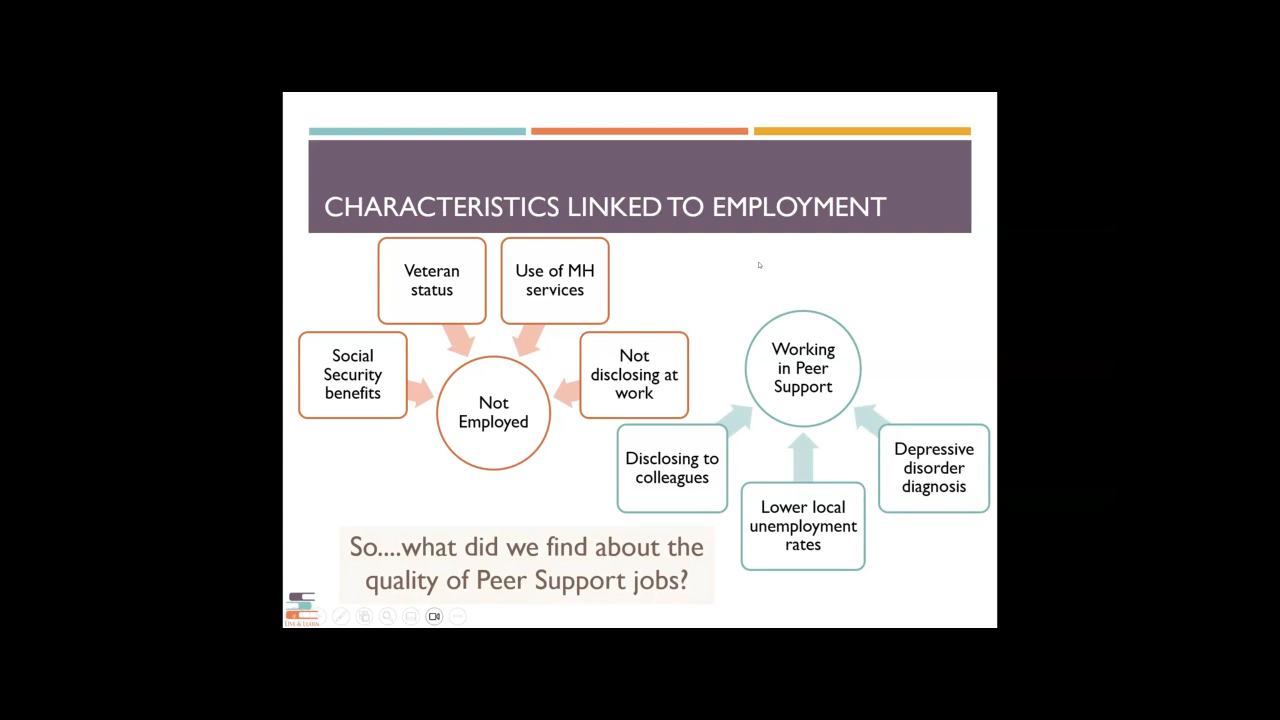 CHARACTERISTICS LINKED TO EMPLOYMENT
Veteran
status
Use of MH
services
Social
Security
benefits
Not
disclosing at
work
Not
Employed
Working
in Peer
Support
Disclosing to
colleagues
Lower local
unemployment
rates
Depressive
disorder
diagnosis
So....what did we find about the
quality of Peer Support jobs?
LIVE & LEARN